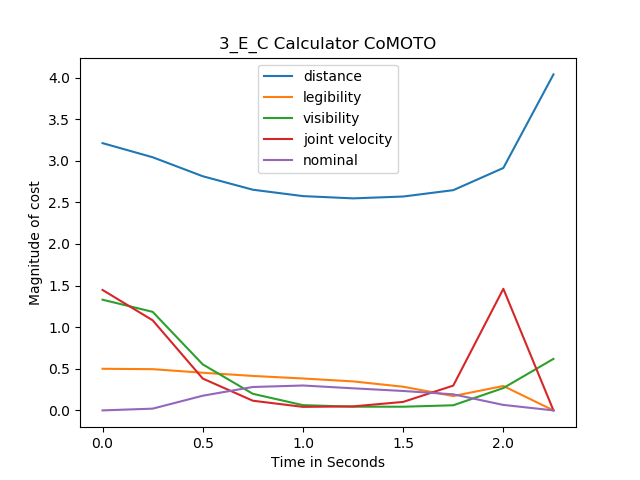 3_E_C Calculator CoMOTO
distance
legibility
visibility
joint velocity
nominal
Magnitude of cost
4.0
3.5
3.0
2.5
2.0
1.5
1.0
0.5
0.0
0.0 0.5 1.0 1.5 2.0
Time in Seconds